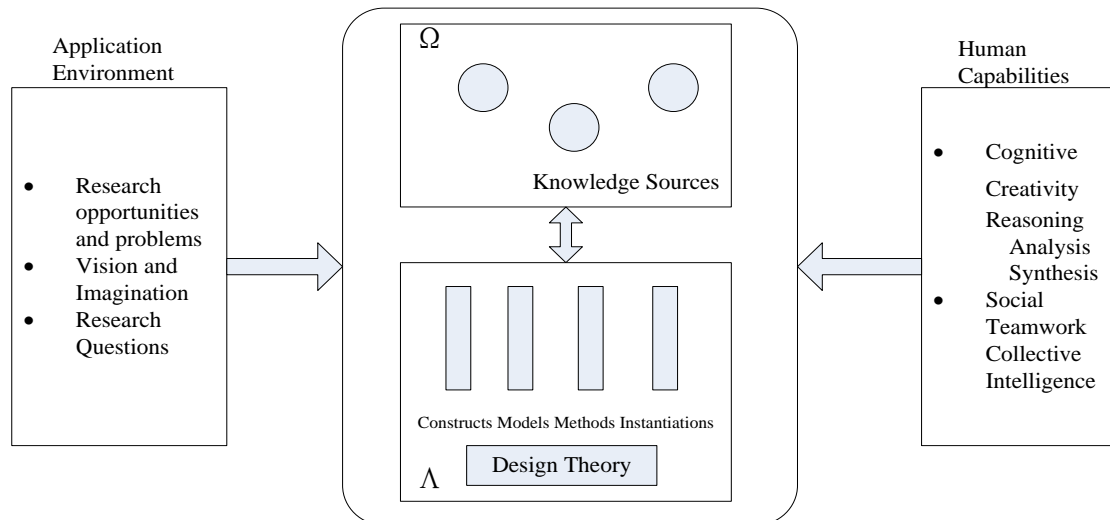 Application
Environment
Research
opportunities
and problems
Vision and
Imagination
Research
Questions
Ω
Knowledge Sources
Constructs Models Methods Instantiations
Design Theory
Λ
Human
Capabilities
Cognitive
Creativity
Reasoning
Analysis
Synthesis
Social
Teamwork
Collective
Intelligence